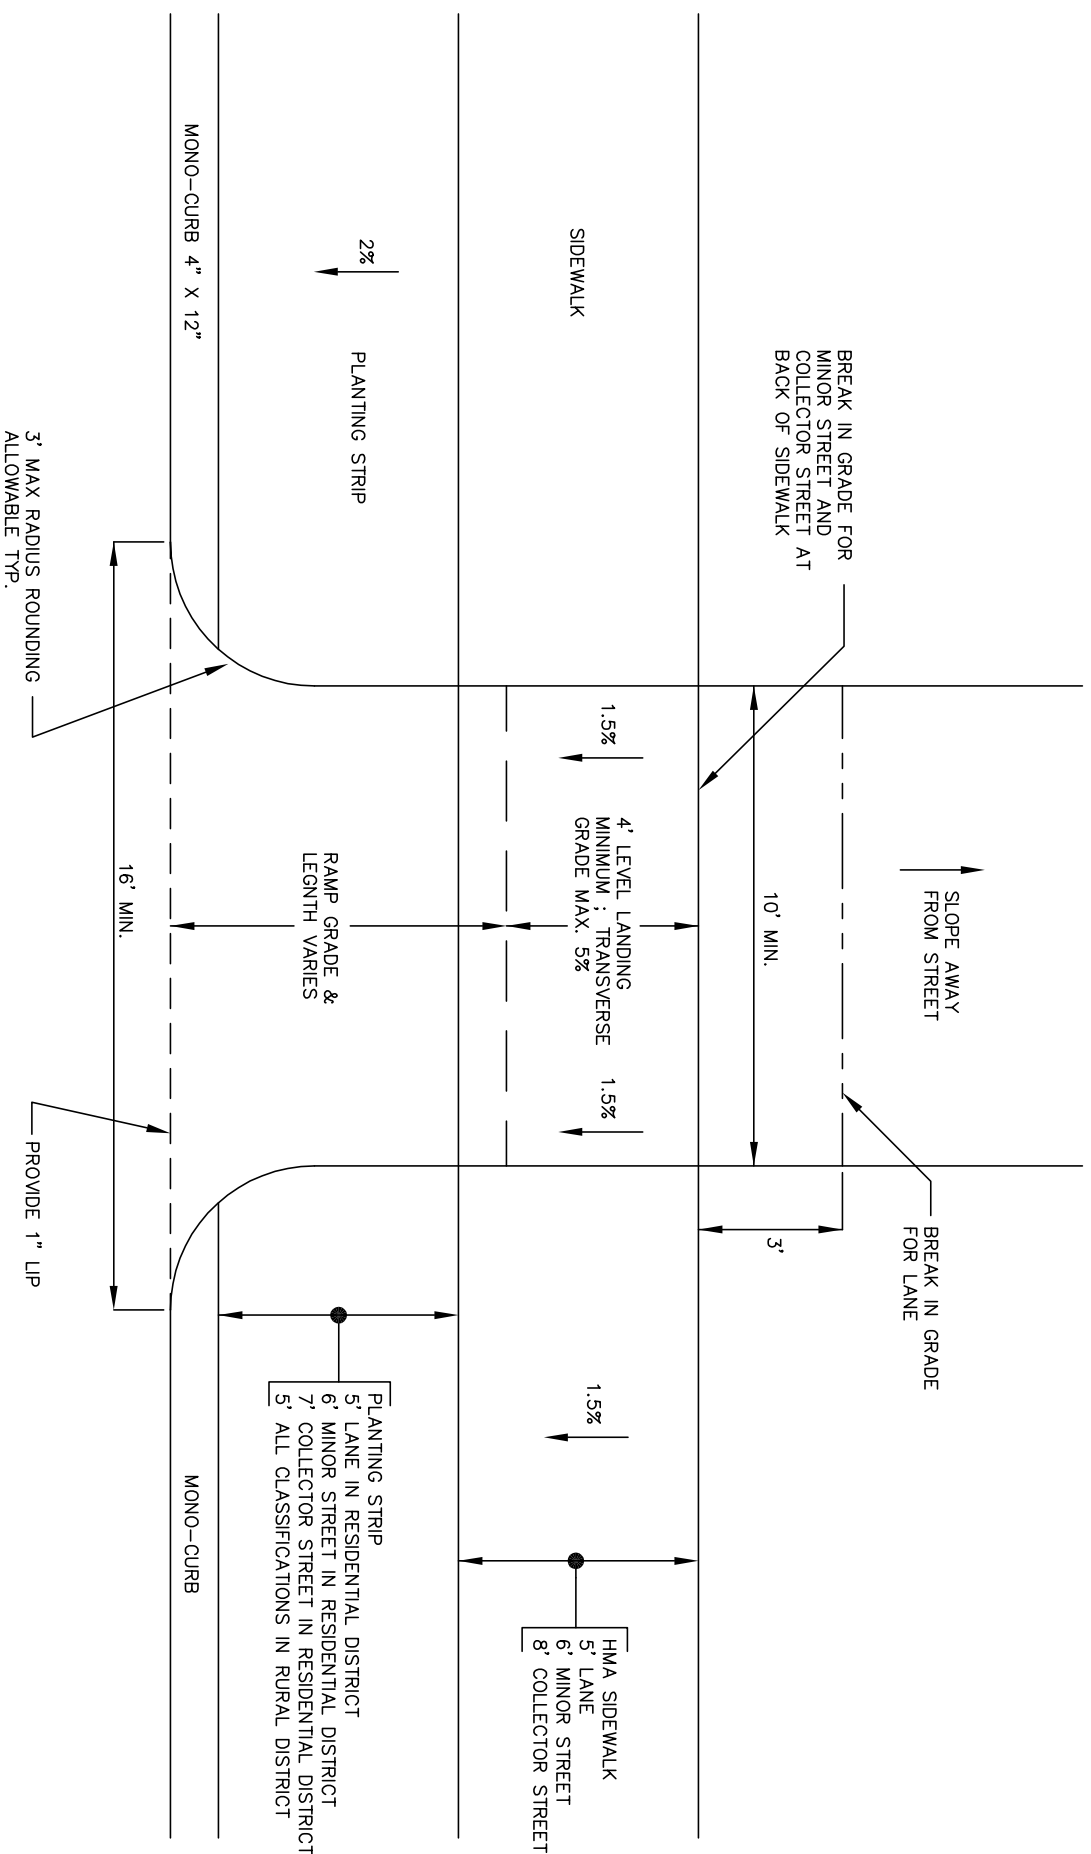 SLOPE AWAY
FROM STREET
BREAK IN GRADE
FOR LANE
BREAK IN GRADE FOR
MINOR STREET AND
COLLECTOR STREET AT
BACK OF SIDEWALK
10' MIN.
3'
SIDEWALK
1.5%
4' LEVEL LANDING
MINIMUM ; TRANSVERSE
GRADE MAX. 5%
1.5%
1.5%
HMA SIDEWALK
5' LANE
6' MINOR STREET
8' COLLECTOR STREET
2%
PLANTING STRIP
RAMP GRADE &
LEGNTH VARIES
PLANTING STRIP
5' LANE IN RESIDENTIAL DISTRICT
6' MINOR STREET IN RESIDENTIAL DISTRICT
7' COLLECTOR STREET IN RESIDENTIAL DISTRICT
5' ALL CLASSIFICATIONS IN RURAL DISTRICT
MONO-CURB 4" X 12"
MONO-CURB
16' MIN.
3' MAX RADIUS ROUNDING
ALLOWABLE TYP.
PROVIDE 1" LIP